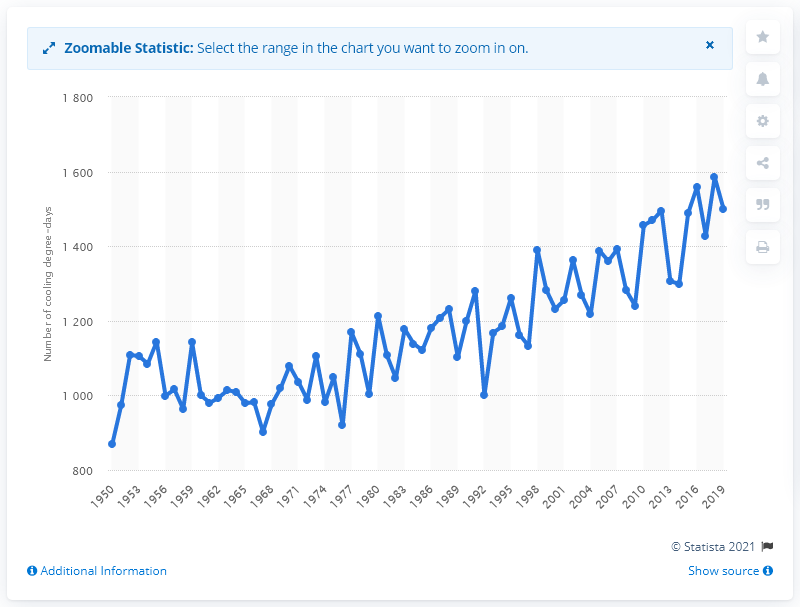 Zoomable Statistic: Select the range in the chart you want to zoom in on. ×
1 800
1 600
1 400
1 200
1 000
800
Number of cooling degree-days
1950 1953 1956 1959 1962 1965 1968 1971 1974 1977 1980 1983 1986 1989 1992 1995 1998 2001 2004 2007 2010 2013 2016 2019
© Statista 2021
Additional Information
Show source